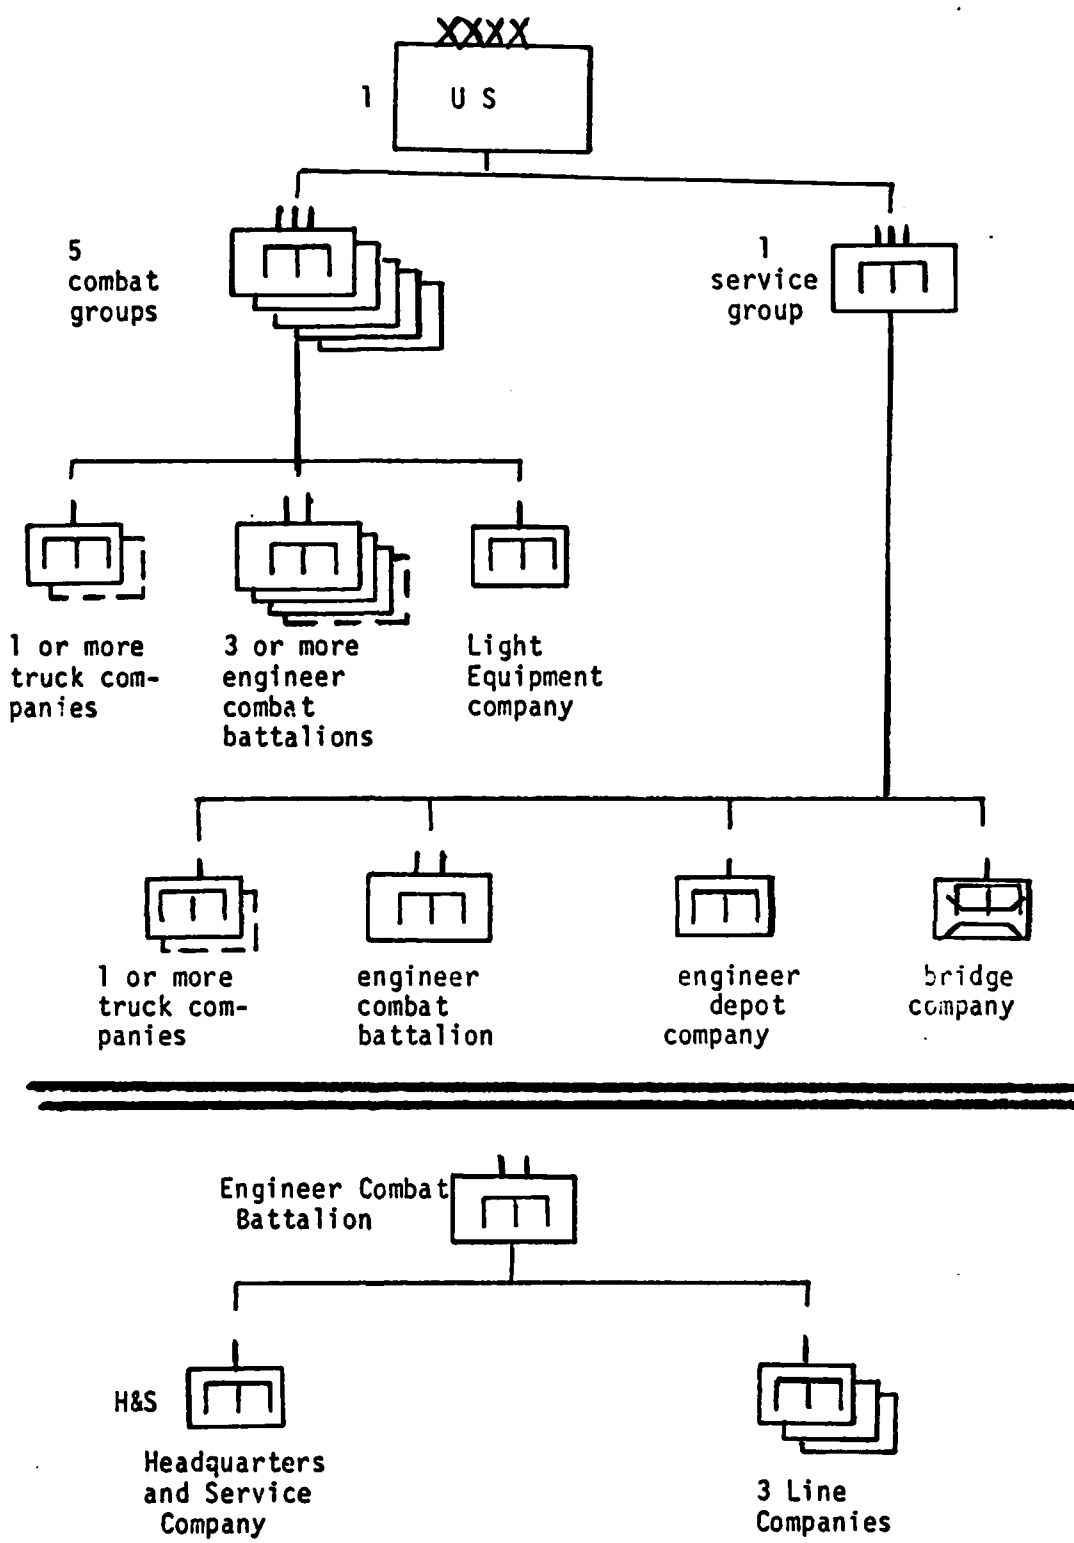 XXXX
1
U S
5
combat
groups
1
service
group
1 or more
truck com-
panies
3 or more
engineer
combat
battalions
Light
Equipment
company
1 or more
truck com-
panies
engineer
combat
battalion
engineer
depot
company
bridge
company
Engineer Combat
Battalion
H&S
Headquarters
and Service
Company
3 Line
Companies